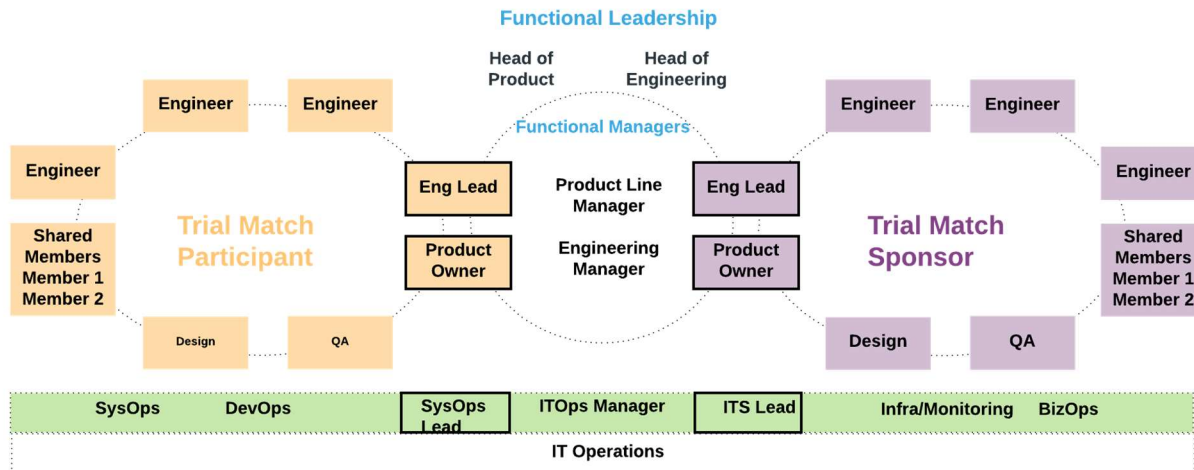 Functional Leadership
Head of
Product
Head of
Engineering
Functional Managers
Engineer
Engineer
Engineer
Shared
Members
Member 1
Member 2
Trial Match
Participant
Design
QA
Eng Lead
Product
Owner
Product Line
Manager
Engineering
Manager
Eng Lead
Product
Owner
Engineer
Engineer
Engineer
Trial Match
Sponsor
Shared
Members
Member 1
Member 2
Design
QA
SysOps
DevOps
SysOps
Lead
ITOps Manager
ITS Lead
Infra/Monitoring
BizOps
IT Operations